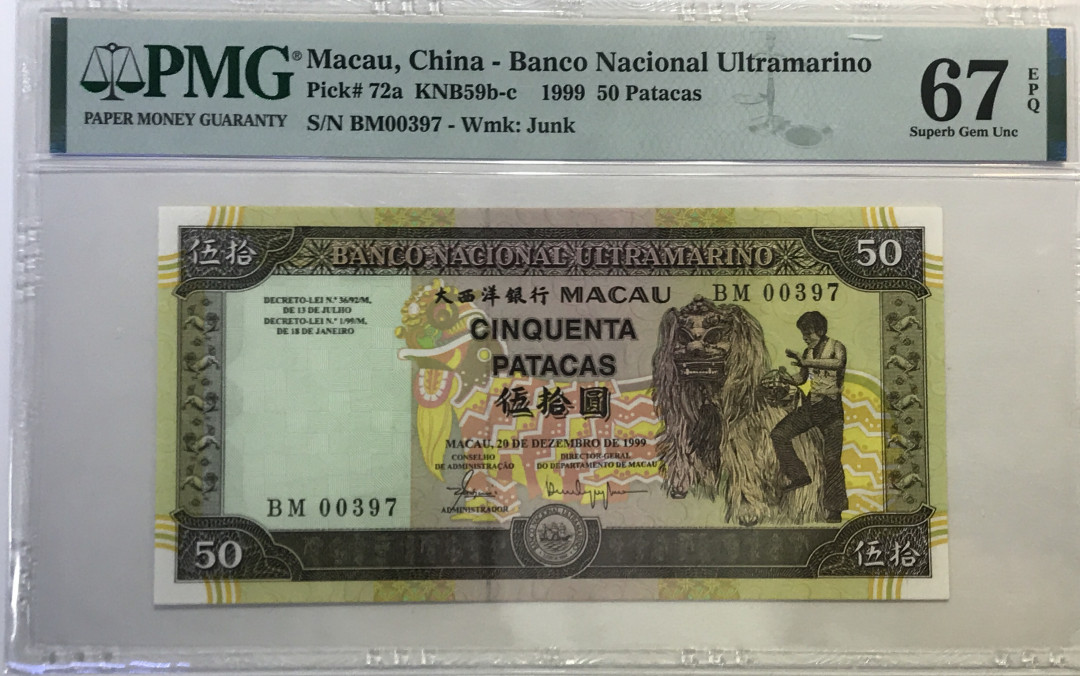 PMG®
PAPER MONEY GUARANTY
Macau, China - Banco Nacional Ultramarino
Pick# 72a KNB59b-c 1999 50 Patacas
S/N BM00397 - Wmk: Junk
67
EPQ
Superb Gem Unc
伍拾
BANCO NACIONAL ULTRAMARINO
50
DECRETO-LEI N.º 36/92/M,
DE 13 DE JULHO
DECRETO-LEI N.º 1/99/M,
DE 18 DE JANEIRO
大西洋銀行 MACAU
BM 00397
CINQUENTA
PATACAS
伍拾圓
MACAU, 20 DE DEZEMBRO DE 1999
CONSELHO
DE ADMINISTRAÇÃO
DIRECTOR-GERAL
DO DEPARTAMENTO DE MACAU
ADMINISTRADOR
BM 00397
50
伍拾